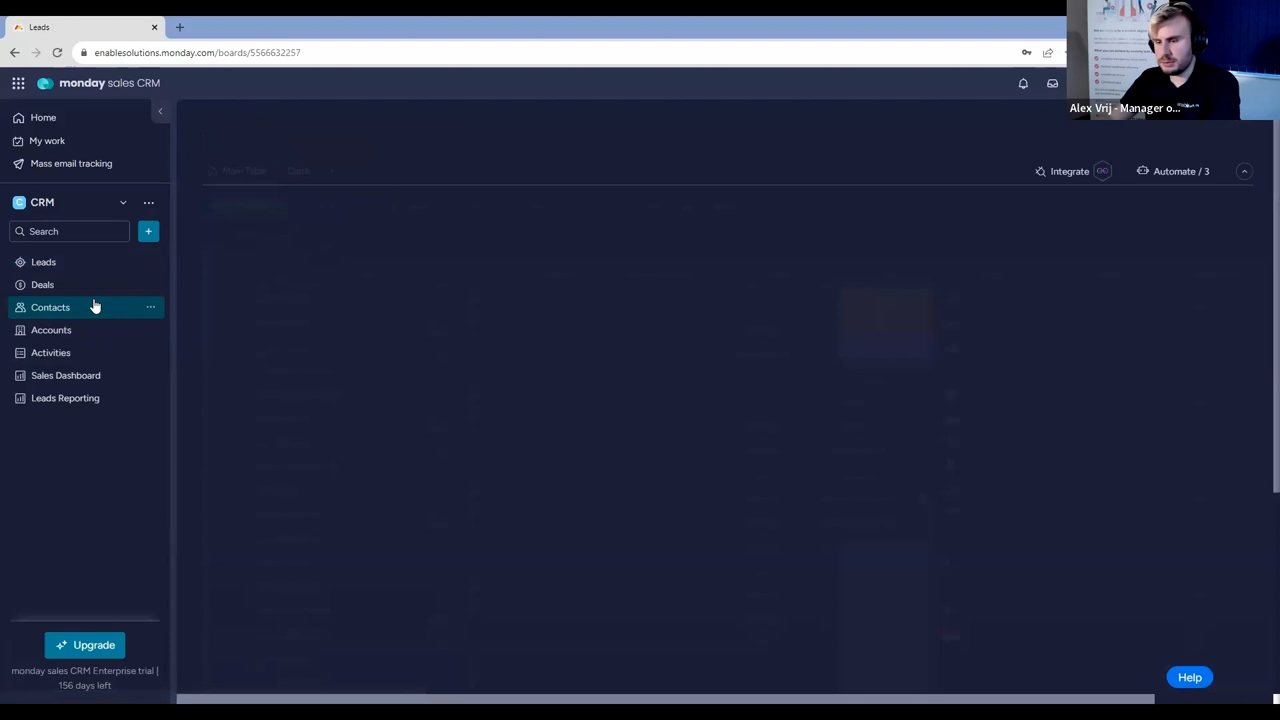 Leads
enablesolutions.monday.com/boards/5566632257
monday sales CRM
Alex Vrij - Manager o...
Home
My work
Mass email tracking
Integrate
Automate / 3
C CRM
Search
Leads
Deals
Contacts
Accounts
Activities
Sales Dashboard
Leads Reporting
Upgrade
monday sales CRM Enterprise trial |
156 days left
Help